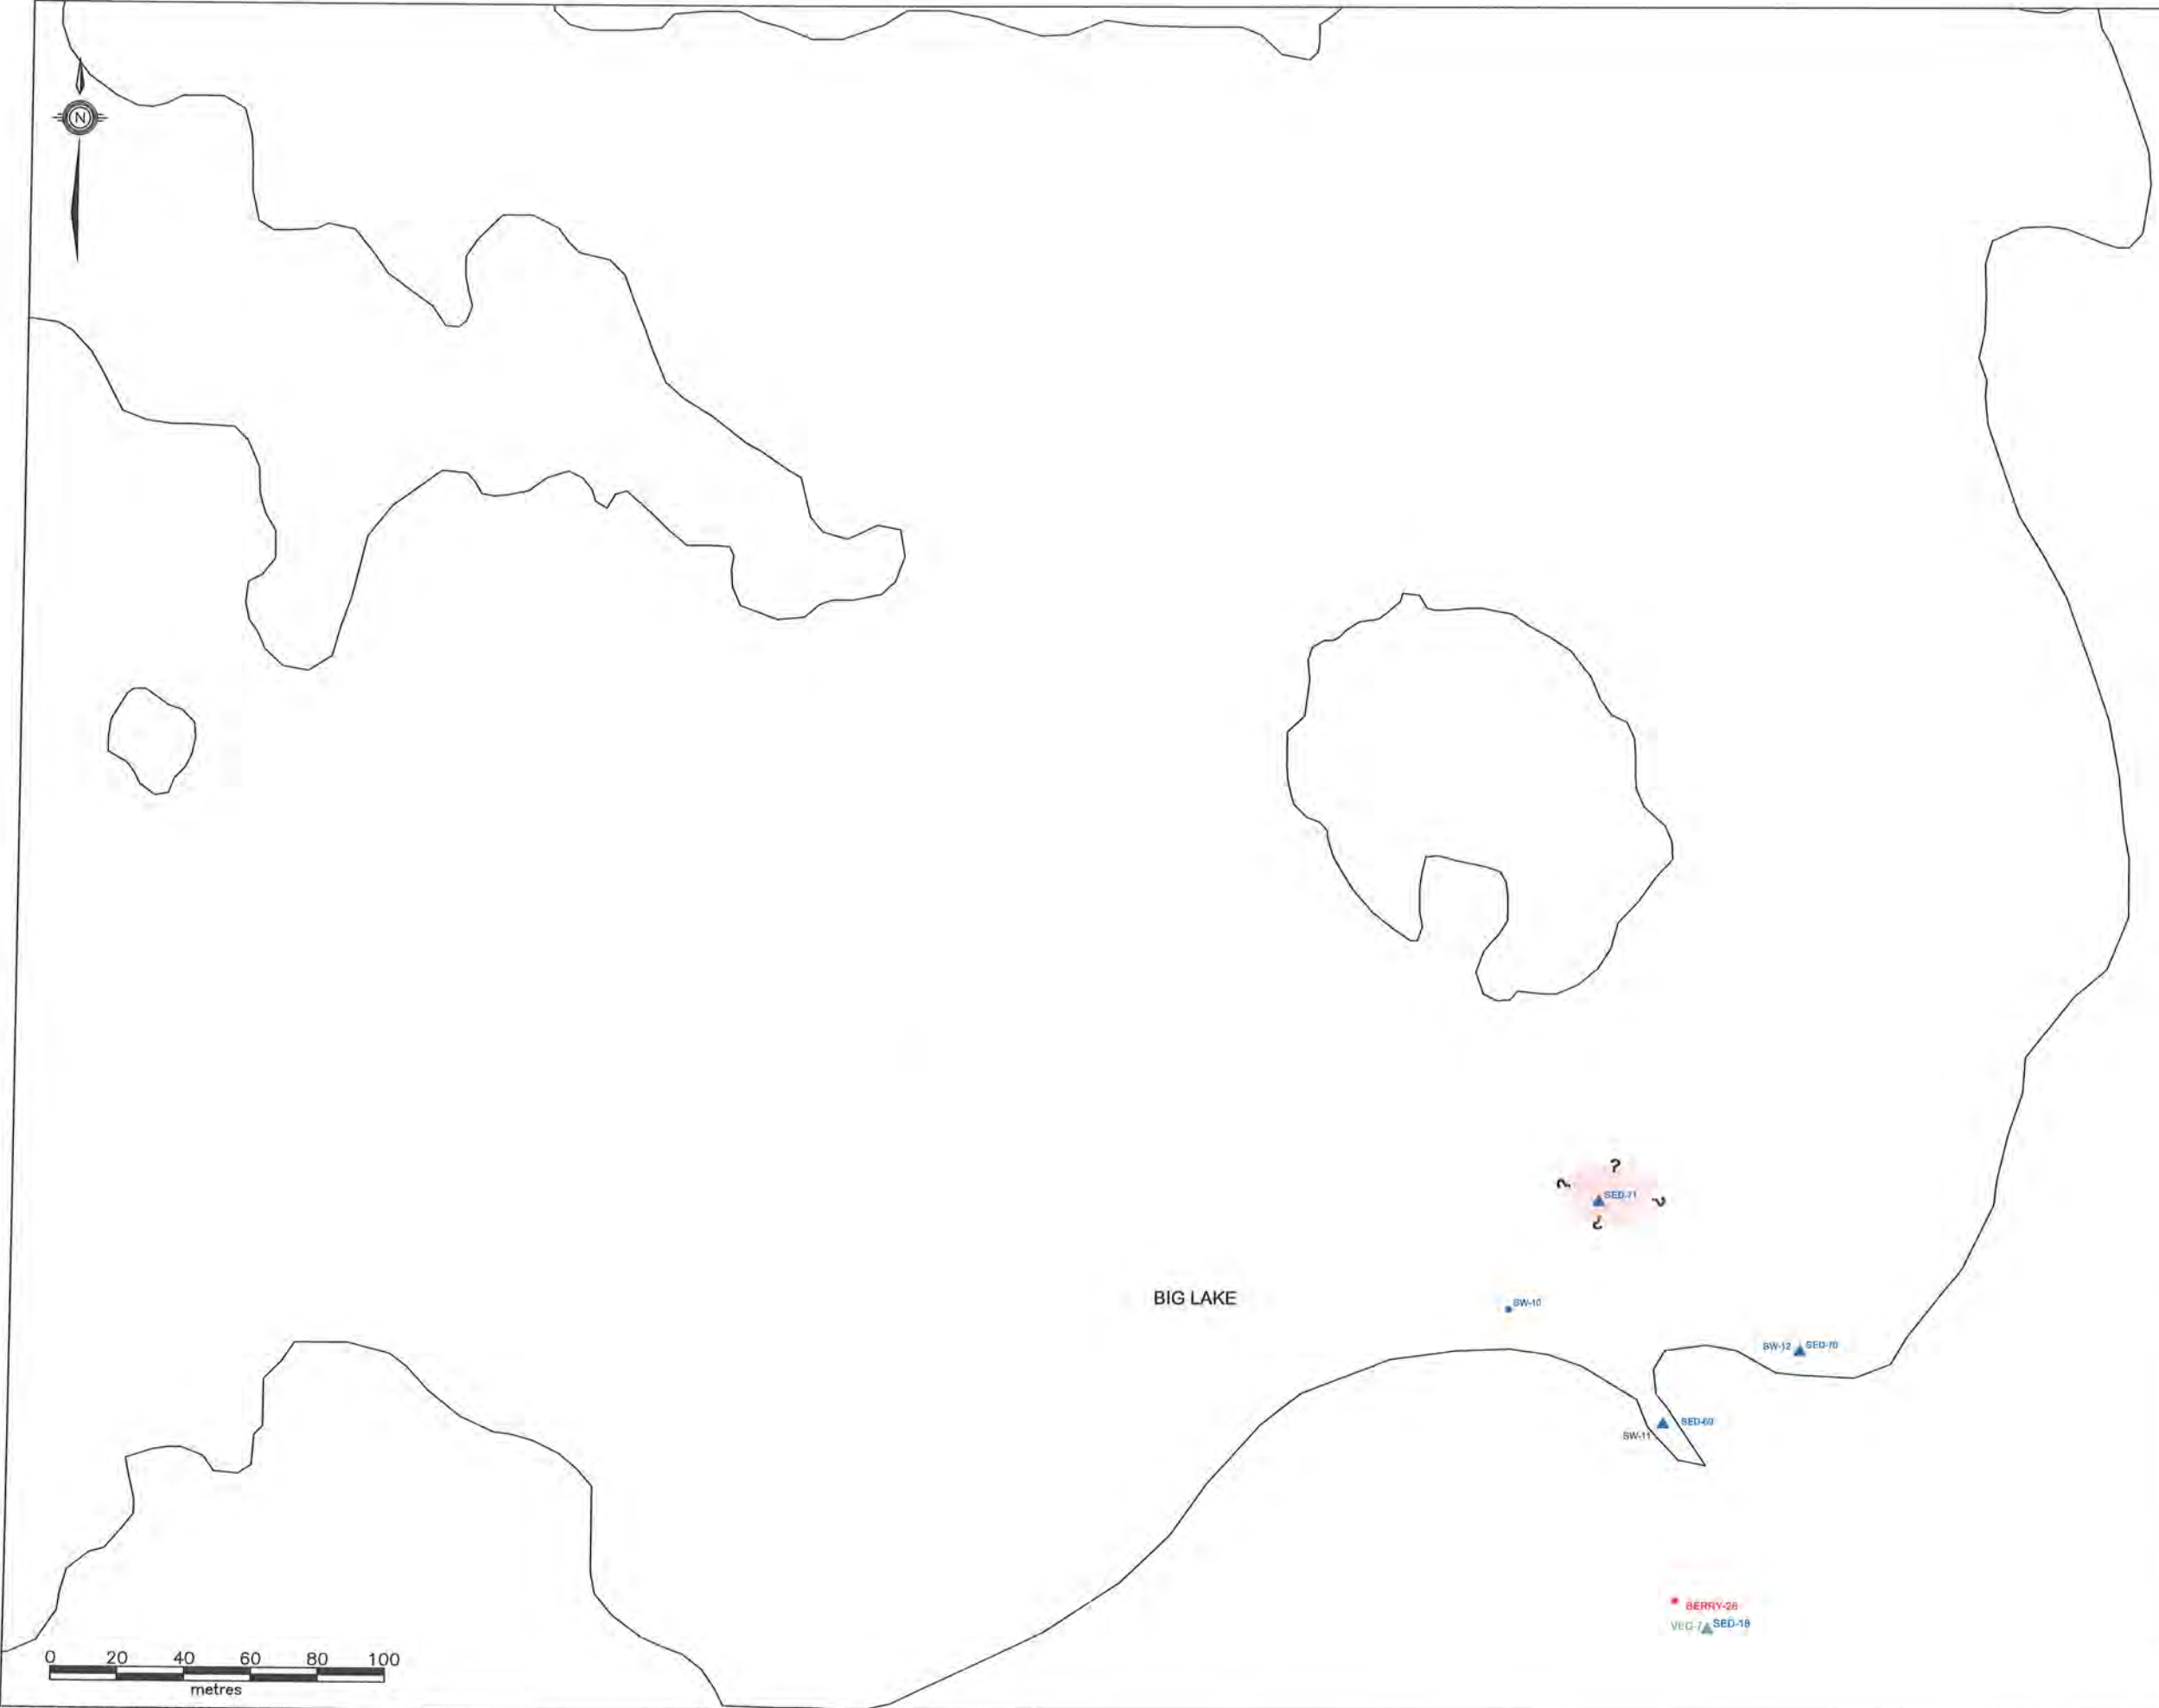 N
?
?
SED-71
?
?
BIG LAKE
SW-10
SW-12 SED-70
SED-69
SW-11
BERRY-26
VEG-7 SED-18
0 20 40 60 80 100
metres